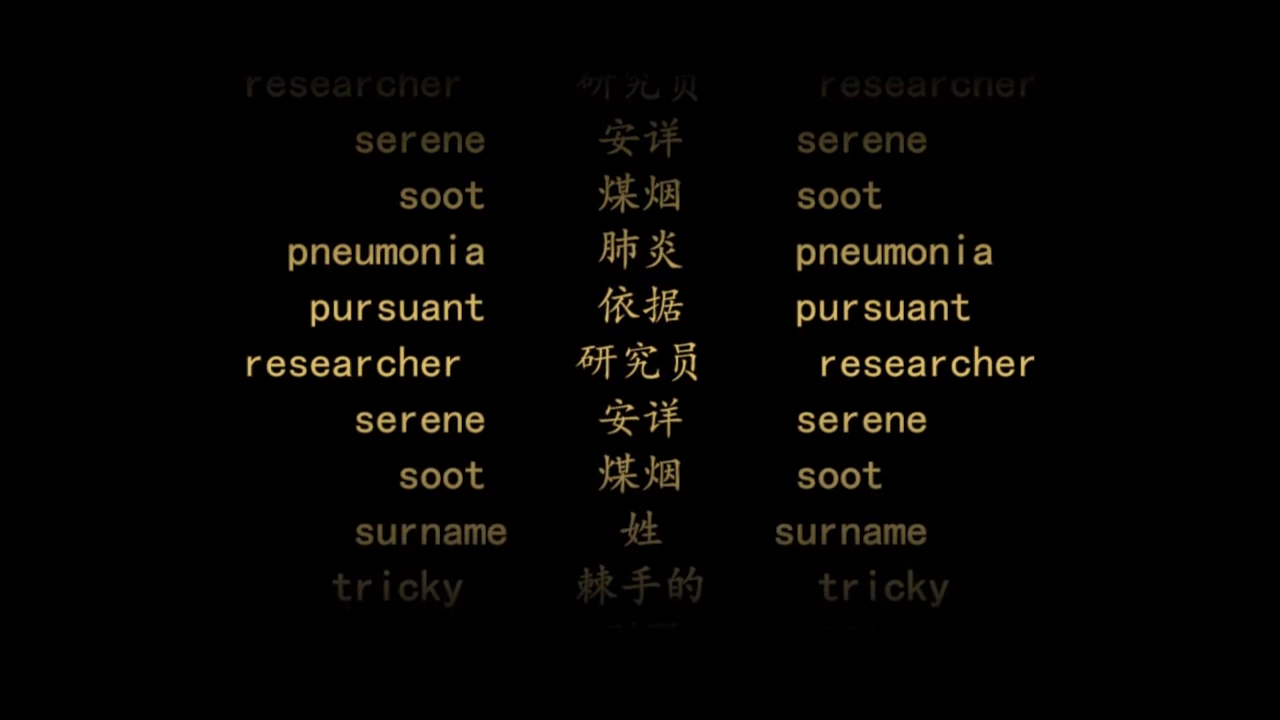 researcher 研究员 researcher
serene 安详 serene
soot 煤烟 soot
pneumonia 肺炎 pneumonia
pursuant 依据 pursuant
researcher 研究员 researcher
serene 安详 serene
soot 煤烟 soot
surname 姓 surname
tricky 棘手的 tricky